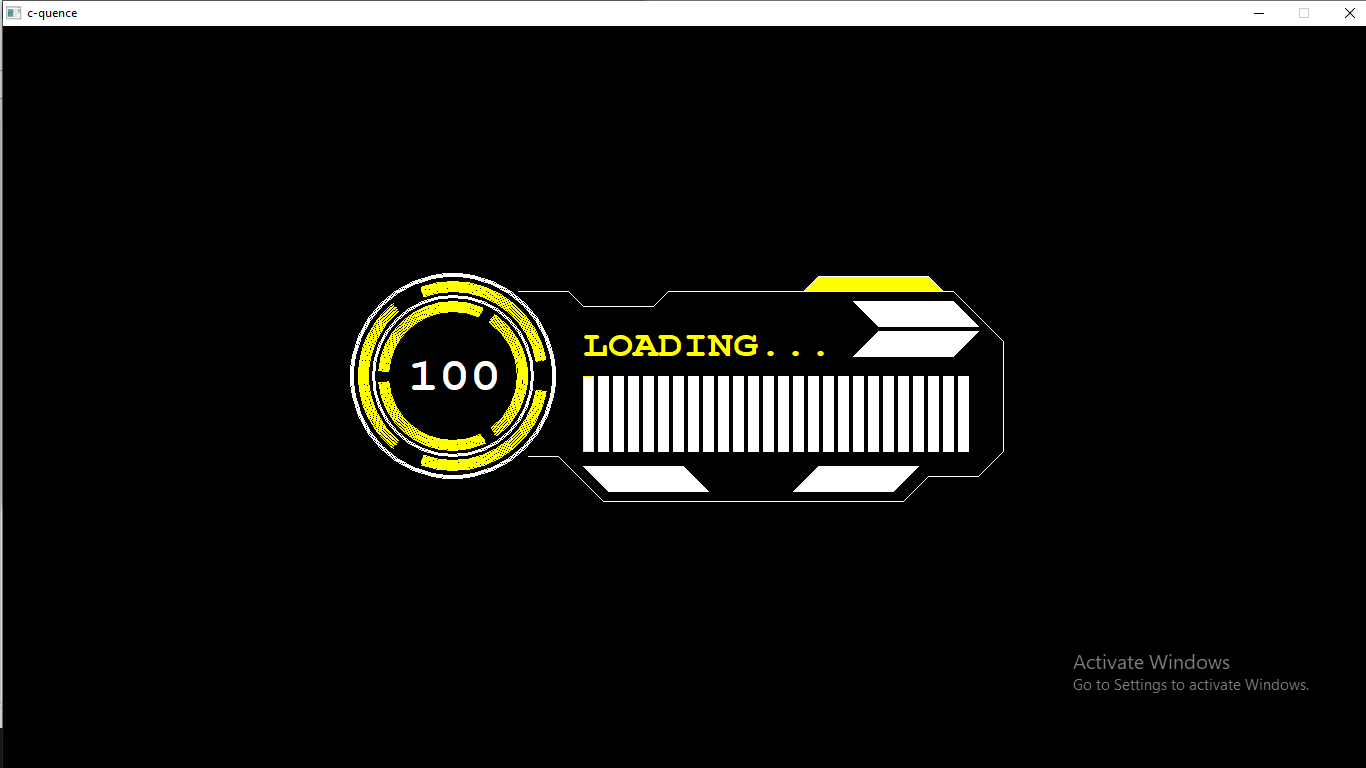 c-quence
LOADING...
100
Activate Windows
Go to Settings to activate Windows.